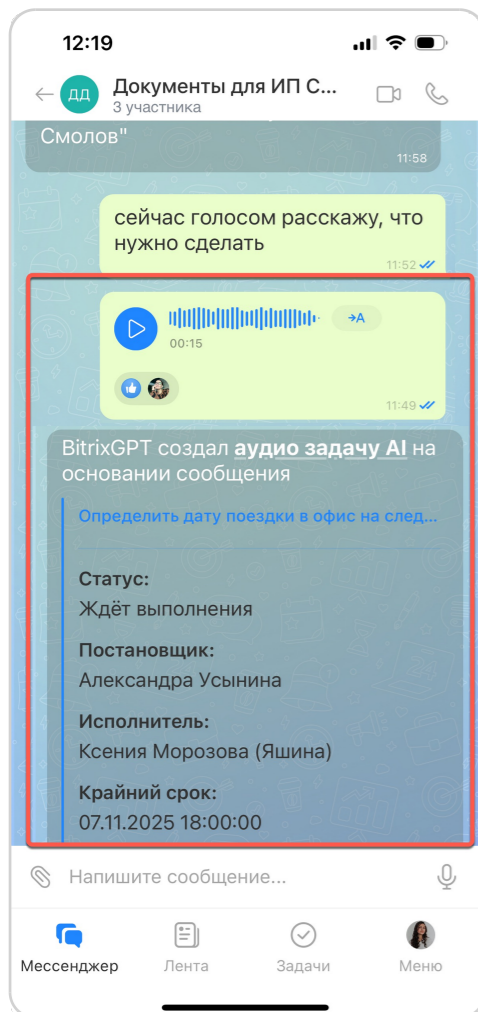 12:19
ДД
Документы для ИП С...
3 участника
Смолов"
11:58
сейчас голосом расскажу, что
нужно сделать
11:52
→A
00:15
11:49
BitrixGPT создал аудио задачу AI на
основании сообщения
Определить дату поездки в офис на след...
Статус:
Ждёт выполнения
Постановщик:
Александра Усынина
Исполнитель:
Ксения Морозова (Яшина)
Крайний срок:
07.11.2025 18:00:00
Напишите сообщение...
Мессенджер
Лента
Задачи
Меню